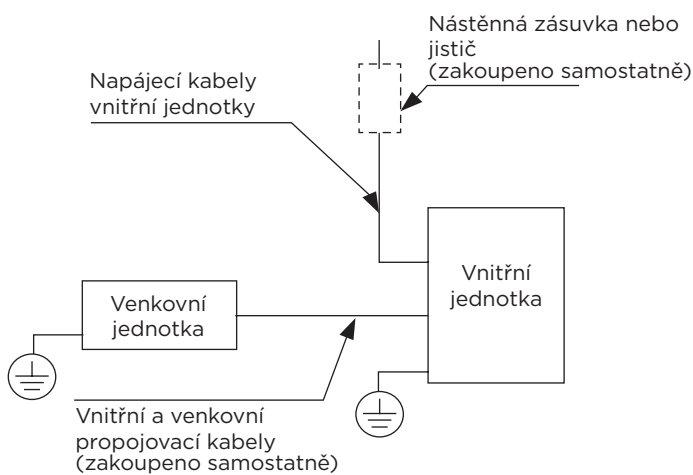 Nástěnná zásuvka nebo
jistič
(zakoupeno samostatně)
Napájecí kabely
vnitřní jednotky
Vnitřní
jednotka
Venkovní
jednotka
Vnitřní a venkovní
propojovací kabely
(zakoupeno samostatně)